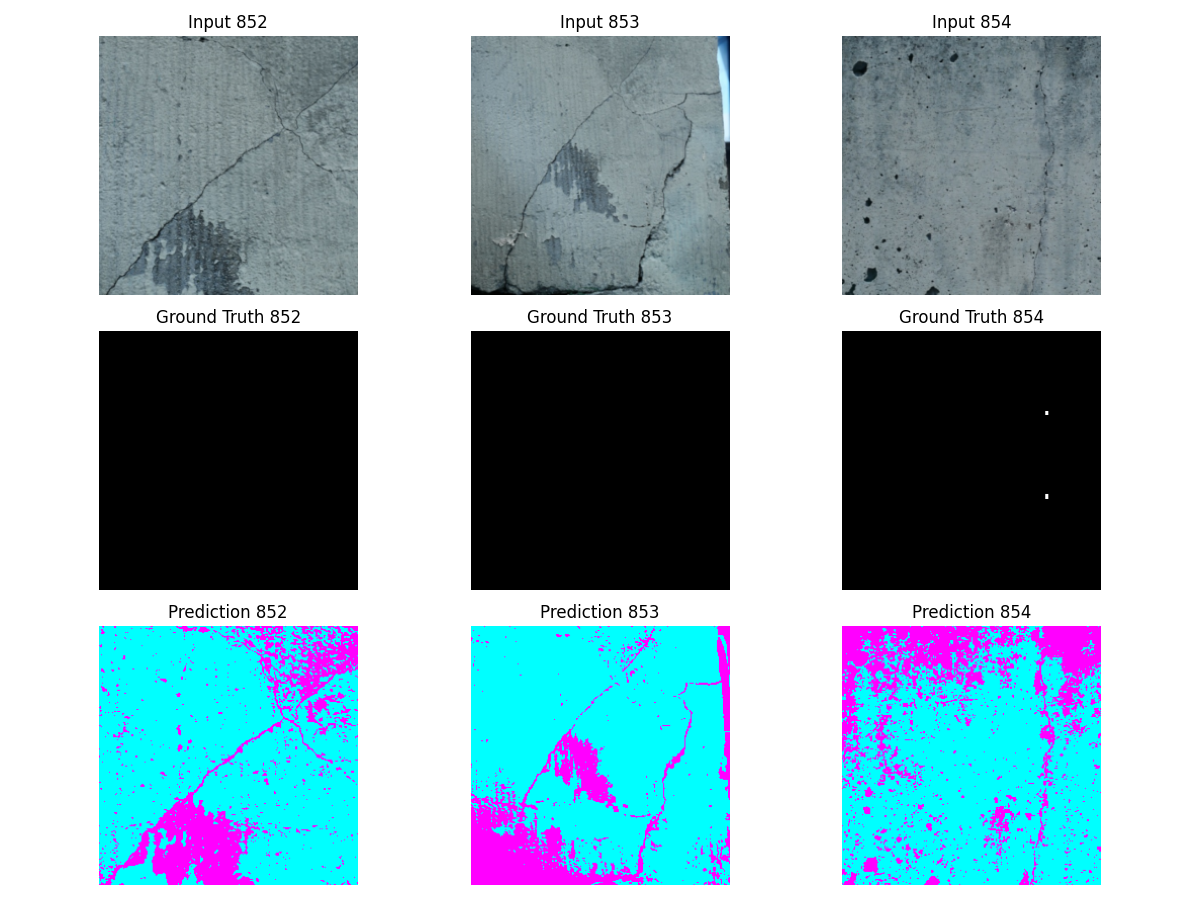 Input 852
Input 853
Input 854
Ground Truth 852
Ground Truth 853
Ground Truth 854
Prediction 852
Prediction 853
Prediction 854